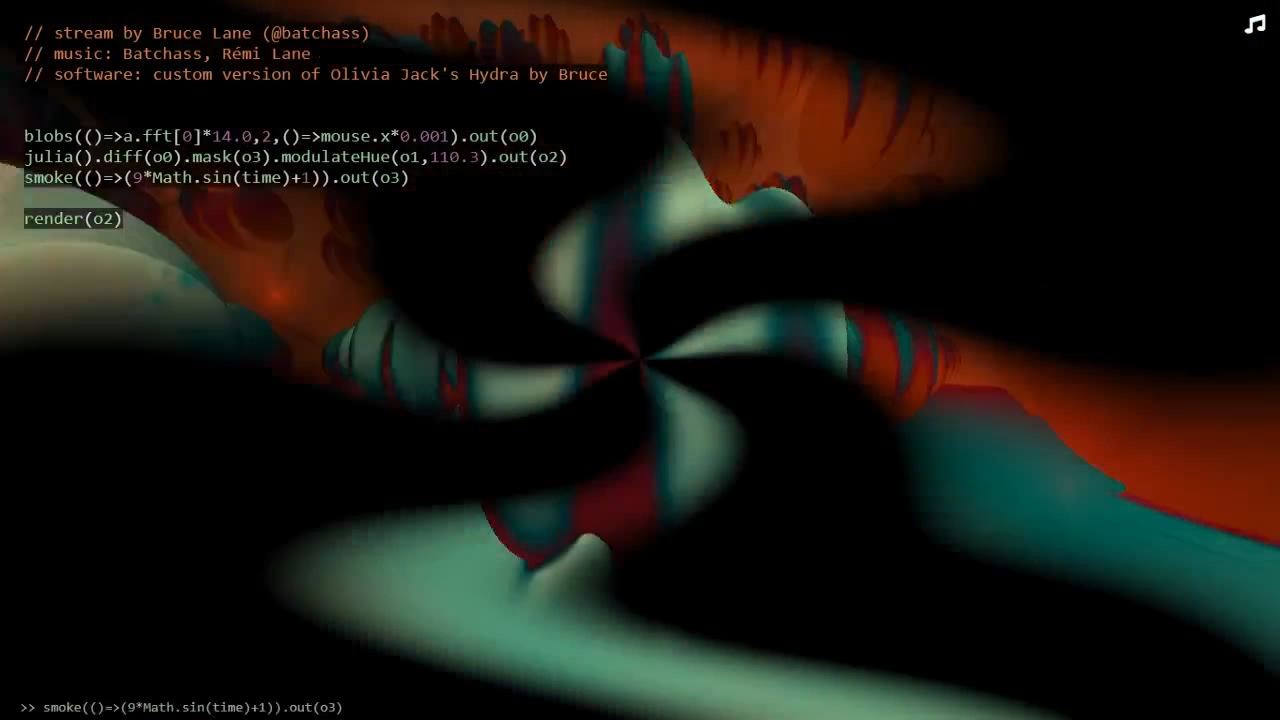 // stream by Bruce Lane (@batchass)
// music: Batchass, Rémi Lane
// software: custom version of Olivia Jack's Hydra by Bruce
blobs(()=>a.fft[0]*14.0,2,()=>mouse.x*0.001).out(o0)
julia().diff(o0).mask(o3).modulateHue(o1,110.3).out(o2)
smoke(()=>(9*Math.sin(time)+1)).out(o3)
render(o2)
>> smoke(()=>(9*Math.sin(time)+1)).out(o3)